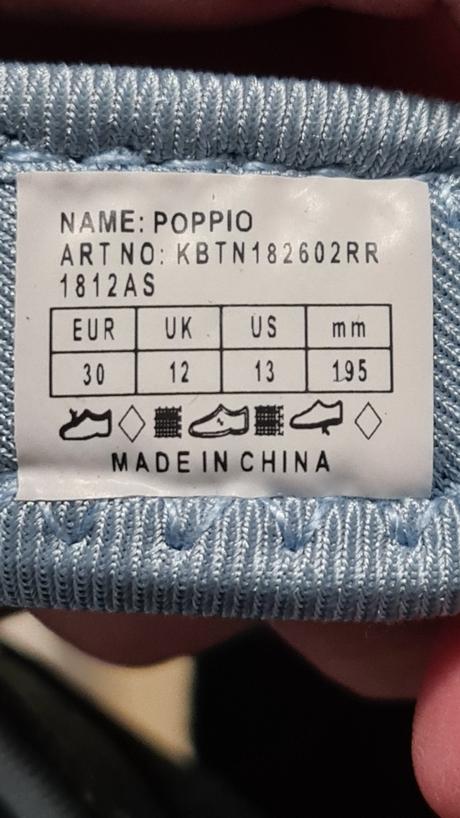 NAME: POPPIO
ART NO: KBTN182602RR
1812AS
EUR UK US mm
30 12 13 195
MADE IN CHINA